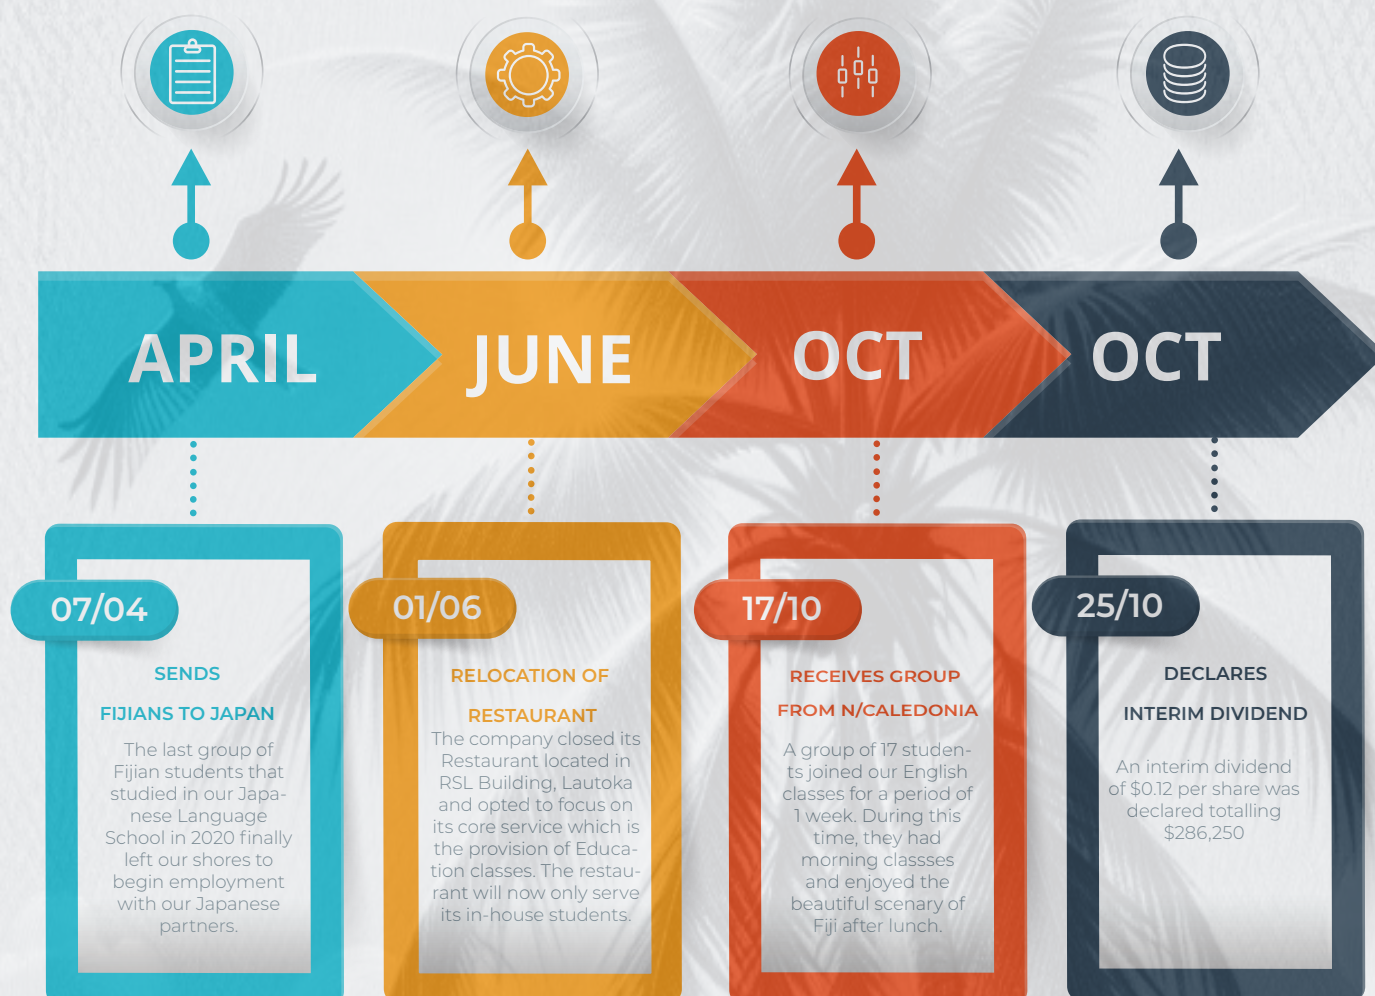 APRIL
JUNE
OCT
OCT
07/04
SENDS
FIJIANS TO JAPAN
The last group of
Fijian students that
studied in our Japa-
nese Language
School in 2020 finally
left our shores to
begin employment
with our Japanese
partners.
01/06
RELOCATION OF
RESTAURANT
The company closed its
Restaurant located in
RSL Building, Lautoka
and opted to focus on
its core service which is
the provision of Educa-
tion classes. The restau-
rant will now only serve
its in-house students.
17/10
RECEIVES GROUP
FROM N/CALEDONIA
A group of 17 studen-
ts joined our English
classes for a period of
1 week. During this
time, they had
morning classses
and enjoyed the
beautiful scenary of
Fiji after lunch.
25/10
DECLARES
INTERIM DIVIDEND
An interim dividend
of $0.12 per share was
declared totalling
$286,250